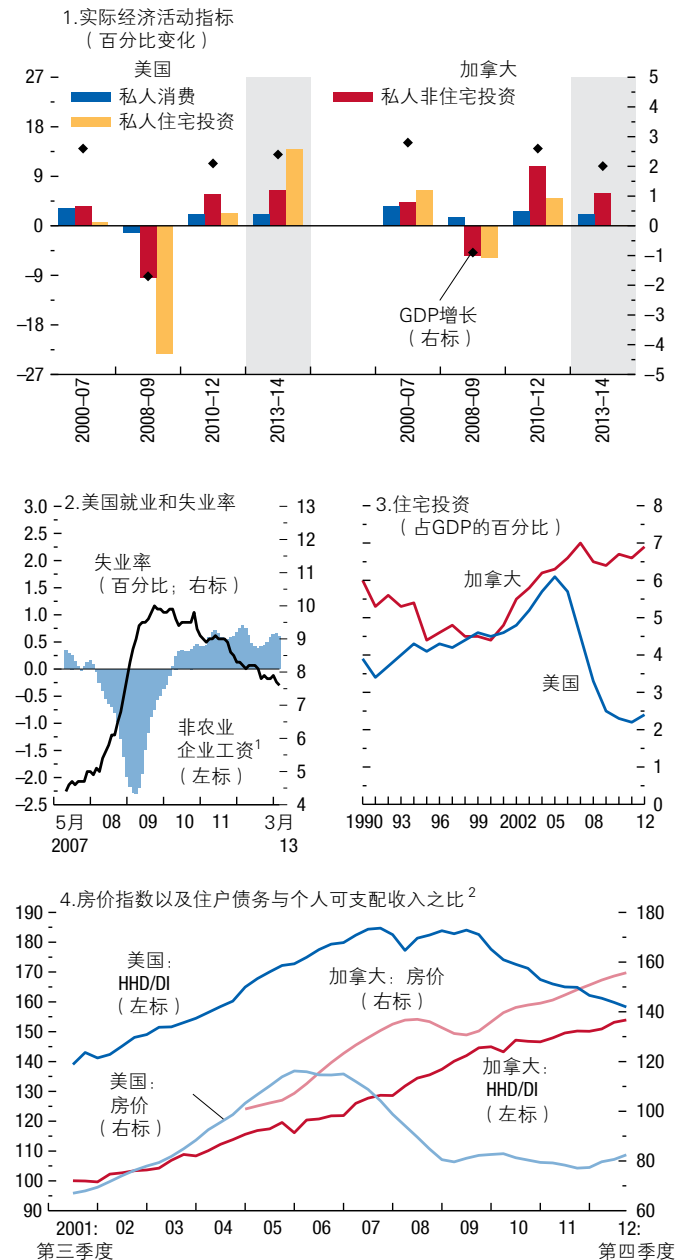 1.实际经济活动指标
（百分比变化）
美国
加拿大
私人消费
私人住宅投资
私人非住宅投资
27
18
9
0
–9
–18
–27
5
4
3
2
1
0
–1
–2
–3
–4
–5
GDP增长
（右标）
2000–07
2008–09
2010–12
2013–14
2000–07
2008–09
2010–12
2013–14
2.美国就业和失业率
3.0
2.5
2.0
1.5
1.0
0.5
0.0
–0.5
–1.0
–1.5
–2.0
–2.5
13
12
11
10
9
8
7
6
5
4
失业率
（百分比；右标）
非农业
企业工资1
（左标）
5月 08 09 10 11 3月
2007 13
3.住宅投资
（占GDP的百分比）
8
7
6
5
4
3
2
1
0
加拿大
美国
1990 93 96 99 2002 05 08 12
4.房价指数以及住户债务与个人可支配收入之比2
190
180
170
160
150
140
130
120
110
100
90
180
160
140
120
100
80
60
美国：
HHD/DI
（左标）
加拿大：房价
（右标）
美国：
房价
（右标）
加拿大：
HHD/DI
（左标）
2001: 02 03 04 05 06 07 08 09 10 11 12:
第三季度 第四季度